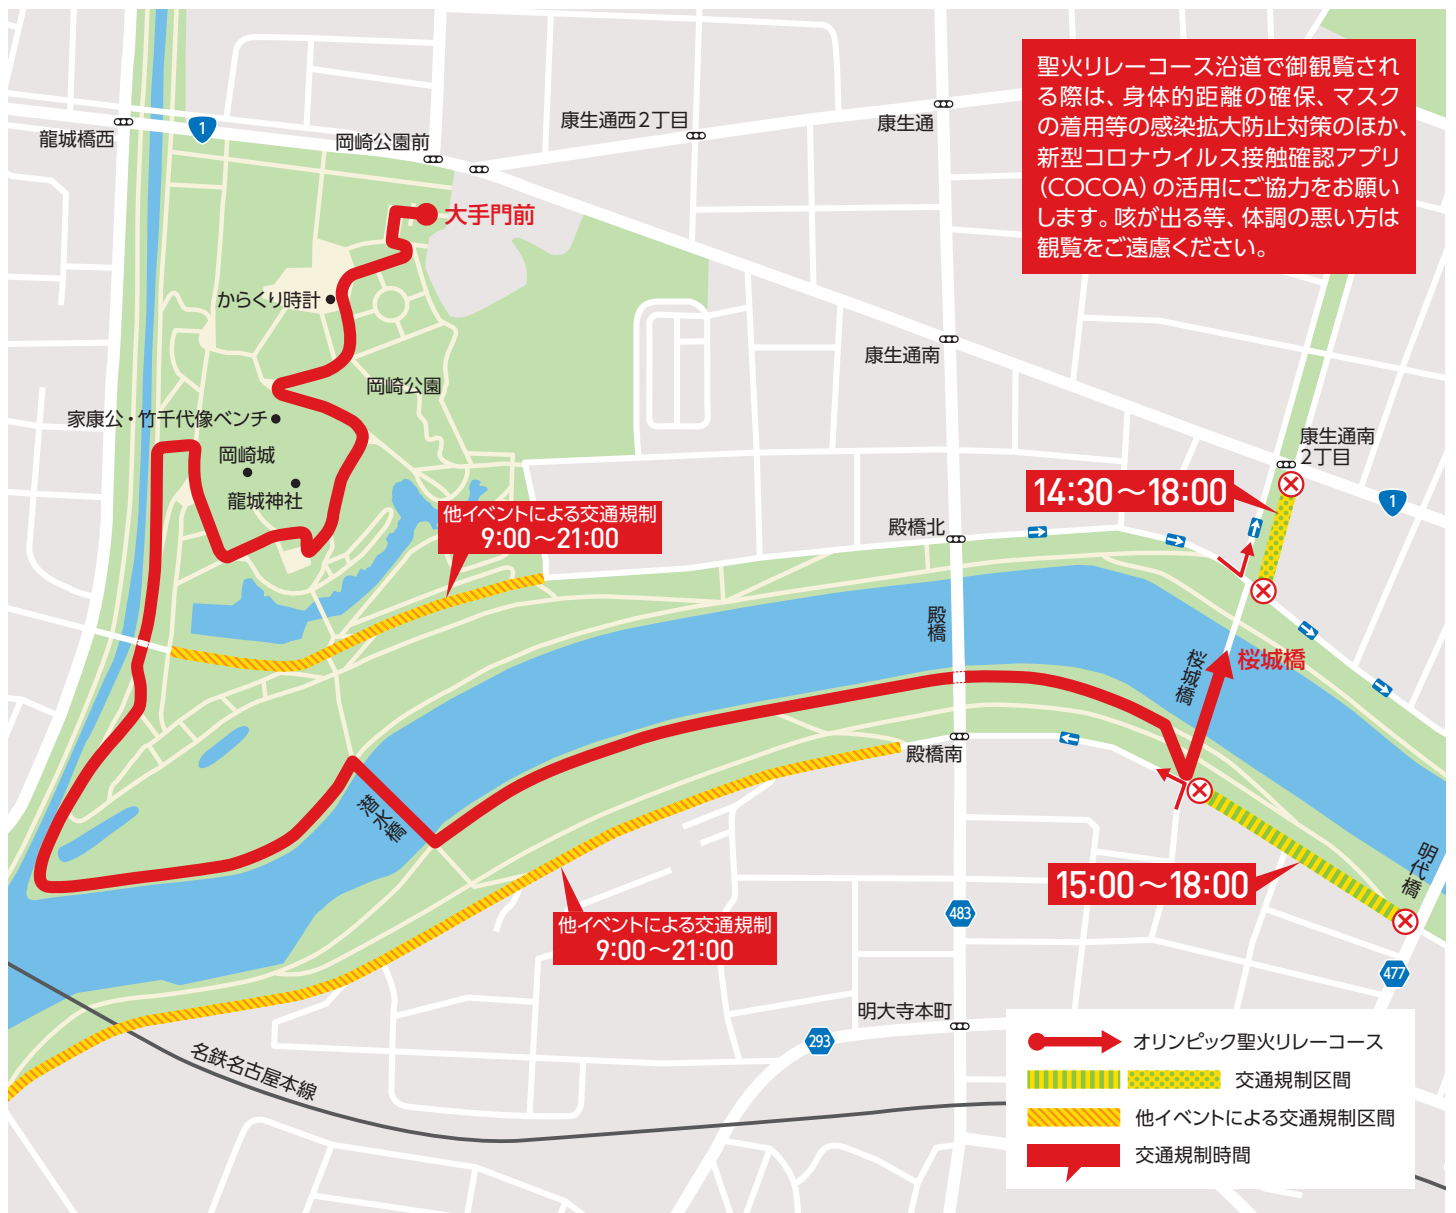 聖火リレーコース沿道で御観覧され
る際は、身体的距離の確保、マスク
の着用等の感染拡大防止対策のほか、
新型コロナウイルス接触確認アプリ
(COCOA)の活用にご協力をお願い
します。咳が出る等、体調の悪い方は
観覧をご遠慮ください。
龍城橋西
1
岡崎公園前
康生通西2丁目
康生通
大手門前
からくり時計
康生通南
岡崎公園
家康公・竹千代像ベンチ
岡崎城
龍城神社
康生通南
2丁目
14:30〜18:00
1
他イベントによる交通規制
9:00〜21:00
殿橋北
殿橋
桜城橋
桜城橋
殿橋南
潜水橋
明代橋
15:00〜18:00
483
他イベントによる交通規制
9:00〜21:00
477
明大寺本町
293
名鉄名古屋本線
オリンピック聖火リレーコース
交通規制区間
他イベントによる交通規制区間
交通規制時間